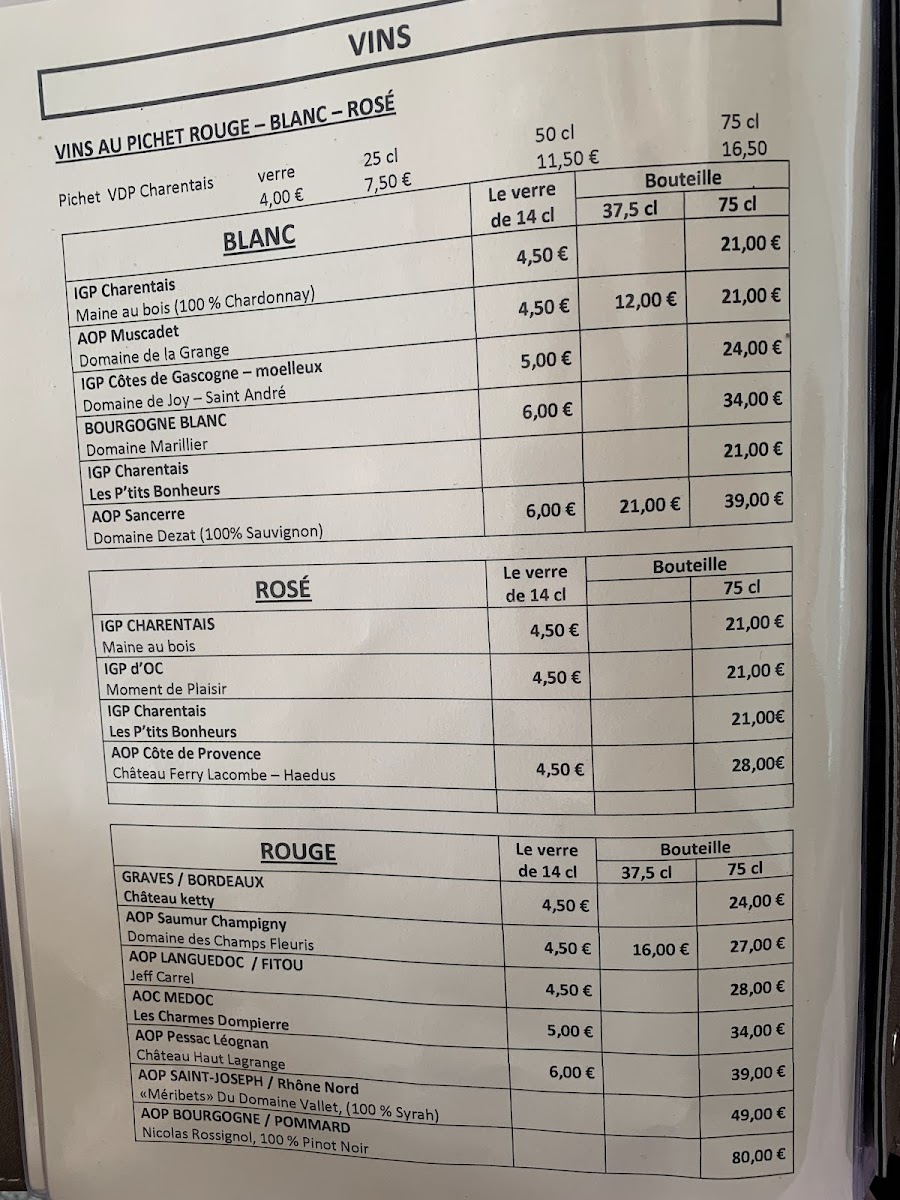 VINS
VINS AU PICHET ROUGE – BLANC – ROSÉ
verre 25 cl 50 cl 75 cl
Pichet VDP Charentais 4,00 € 7,50 € 11,50 € 16,50
BLANC Le verre de 14 cl Bouteille
37,5 cl 75 cl
IGP Charentais
Maine au bois (100 % Chardonnay) 4,50 € 21,00 €
AOP Muscadet
Domaine de la Grange 4,50 € 12,00 € 21,00 €
IGP Côtes de Gascogne – moelleux
Domaine de Joy – Saint André 5,00 € 24,00 €
BOURGOGNE BLANC
Domaine Marillier 6,00 € 34,00 €
IGP Charentais
Les P'tits Bonheurs 21,00 €
AOP Sancerre
Domaine Dezat (100% Sauvignon) 6,00 € 21,00 € 39,00 €
ROSÉ Le verre de 14 cl Bouteille
75 cl
IGP CHARENTAIS
Maine au bois 4,50 € 21,00 €
IGP d'OC
Moment de Plaisir 4,50 € 21,00 €
IGP Charentais
Les P'tits Bonheurs 21,00€
AOP Côte de Provence
Château Ferry Lacombe – Haedus 4,50 € 28,00€
ROUGE Le verre de 14 cl Bouteille
37,5 cl 75 cl
GRAVES / BORDEAUX
Château ketty 4,50 € 24,00 €
AOP Saumur Champigny
Domaine des Champs Fleuris 4,50 € 16,00 € 27,00 €
AOP LANGUEDOC / FITOU
Jeff Carrel 4,50 € 28,00 €
AOC MEDOC
Les Charmes Dompierre 5,00 € 34,00 €
AOP Pessac Léognan
Château Haut Lagrange 6,00 € 39,00 €
AOP SAINT-JOSEPH / Rhône Nord
«Méribets» Du Domaine Vallet, (100 % Syrah) 49,00 €
AOP BOURGOGNE / POMMARD
Nicolas Rossignol, 100 % Pinot Noir 80,00 €